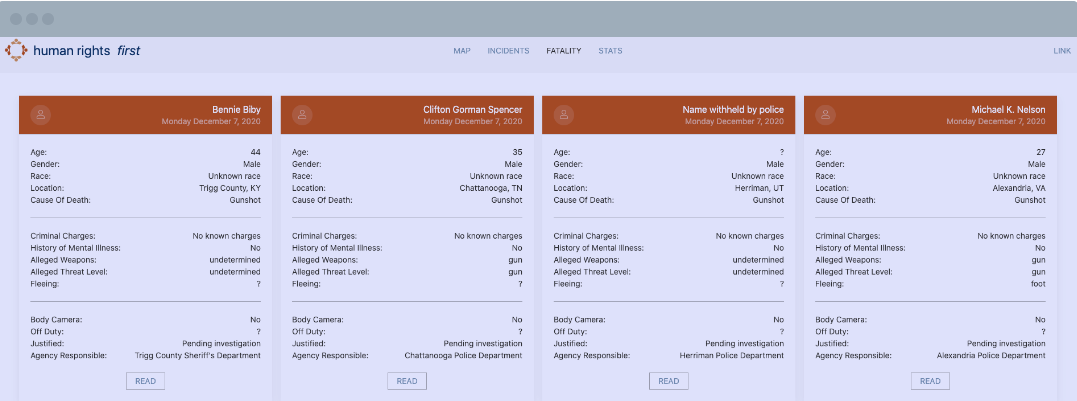 human rights first
MAP INCIDENTS FATALITY STATS LINK
Bennie Biby
Monday December 7, 2020
Age: 44
Gender: Male
Race: Unknown race
Location: Trigg County, KY
Cause Of Death: Gunshot
Criminal Charges: No known charges
History of Mental Illness: No
Alleged Weapons: undetermined
Alleged Threat Level: undetermined
Fleeing: ?
Body Camera: No
Off Duty: ?
Justified: Pending investigation
Agency Responsible: Trigg County Sheriff's Department
READ
Clifton Gorman Spencer
Monday December 7, 2020
Age: 35
Gender: Male
Race: Unknown race
Location: Chattanooga, TN
Cause Of Death: Gunshot
Criminal Charges: No known charges
History of Mental Illness: No
Alleged Weapons: gun
Alleged Threat Level: gun
Fleeing: ?
Body Camera: No
Off Duty: ?
Justified: Pending investigation
Agency Responsible: Chattanooga Police Department
READ
Name withheld by police
Monday December 7, 2020
Age: ?
Gender: Male
Race: Unknown race
Location: Herriman, UT
Cause Of Death: Gunshot
Criminal Charges: No known charges
History of Mental Illness: No
Alleged Weapons: undetermined
Alleged Threat Level: undetermined
Fleeing: ?
Body Camera: No
Off Duty: ?
Justified: Pending investigation
Agency Responsible: Herriman Police Department
READ
Michael K. Nelson
Monday December 7, 2020
Age: 27
Gender: Male
Race: Unknown race
Location: Alexandria, VA
Cause Of Death: Gunshot
Criminal Charges: No known charges
History of Mental Illness: No
Alleged Weapons: gun
Alleged Threat Level: gun
Fleeing: foot
Body Camera: No
Off Duty: ?
Justified: Pending investigation
Agency Responsible: Alexandria Police Department
READ